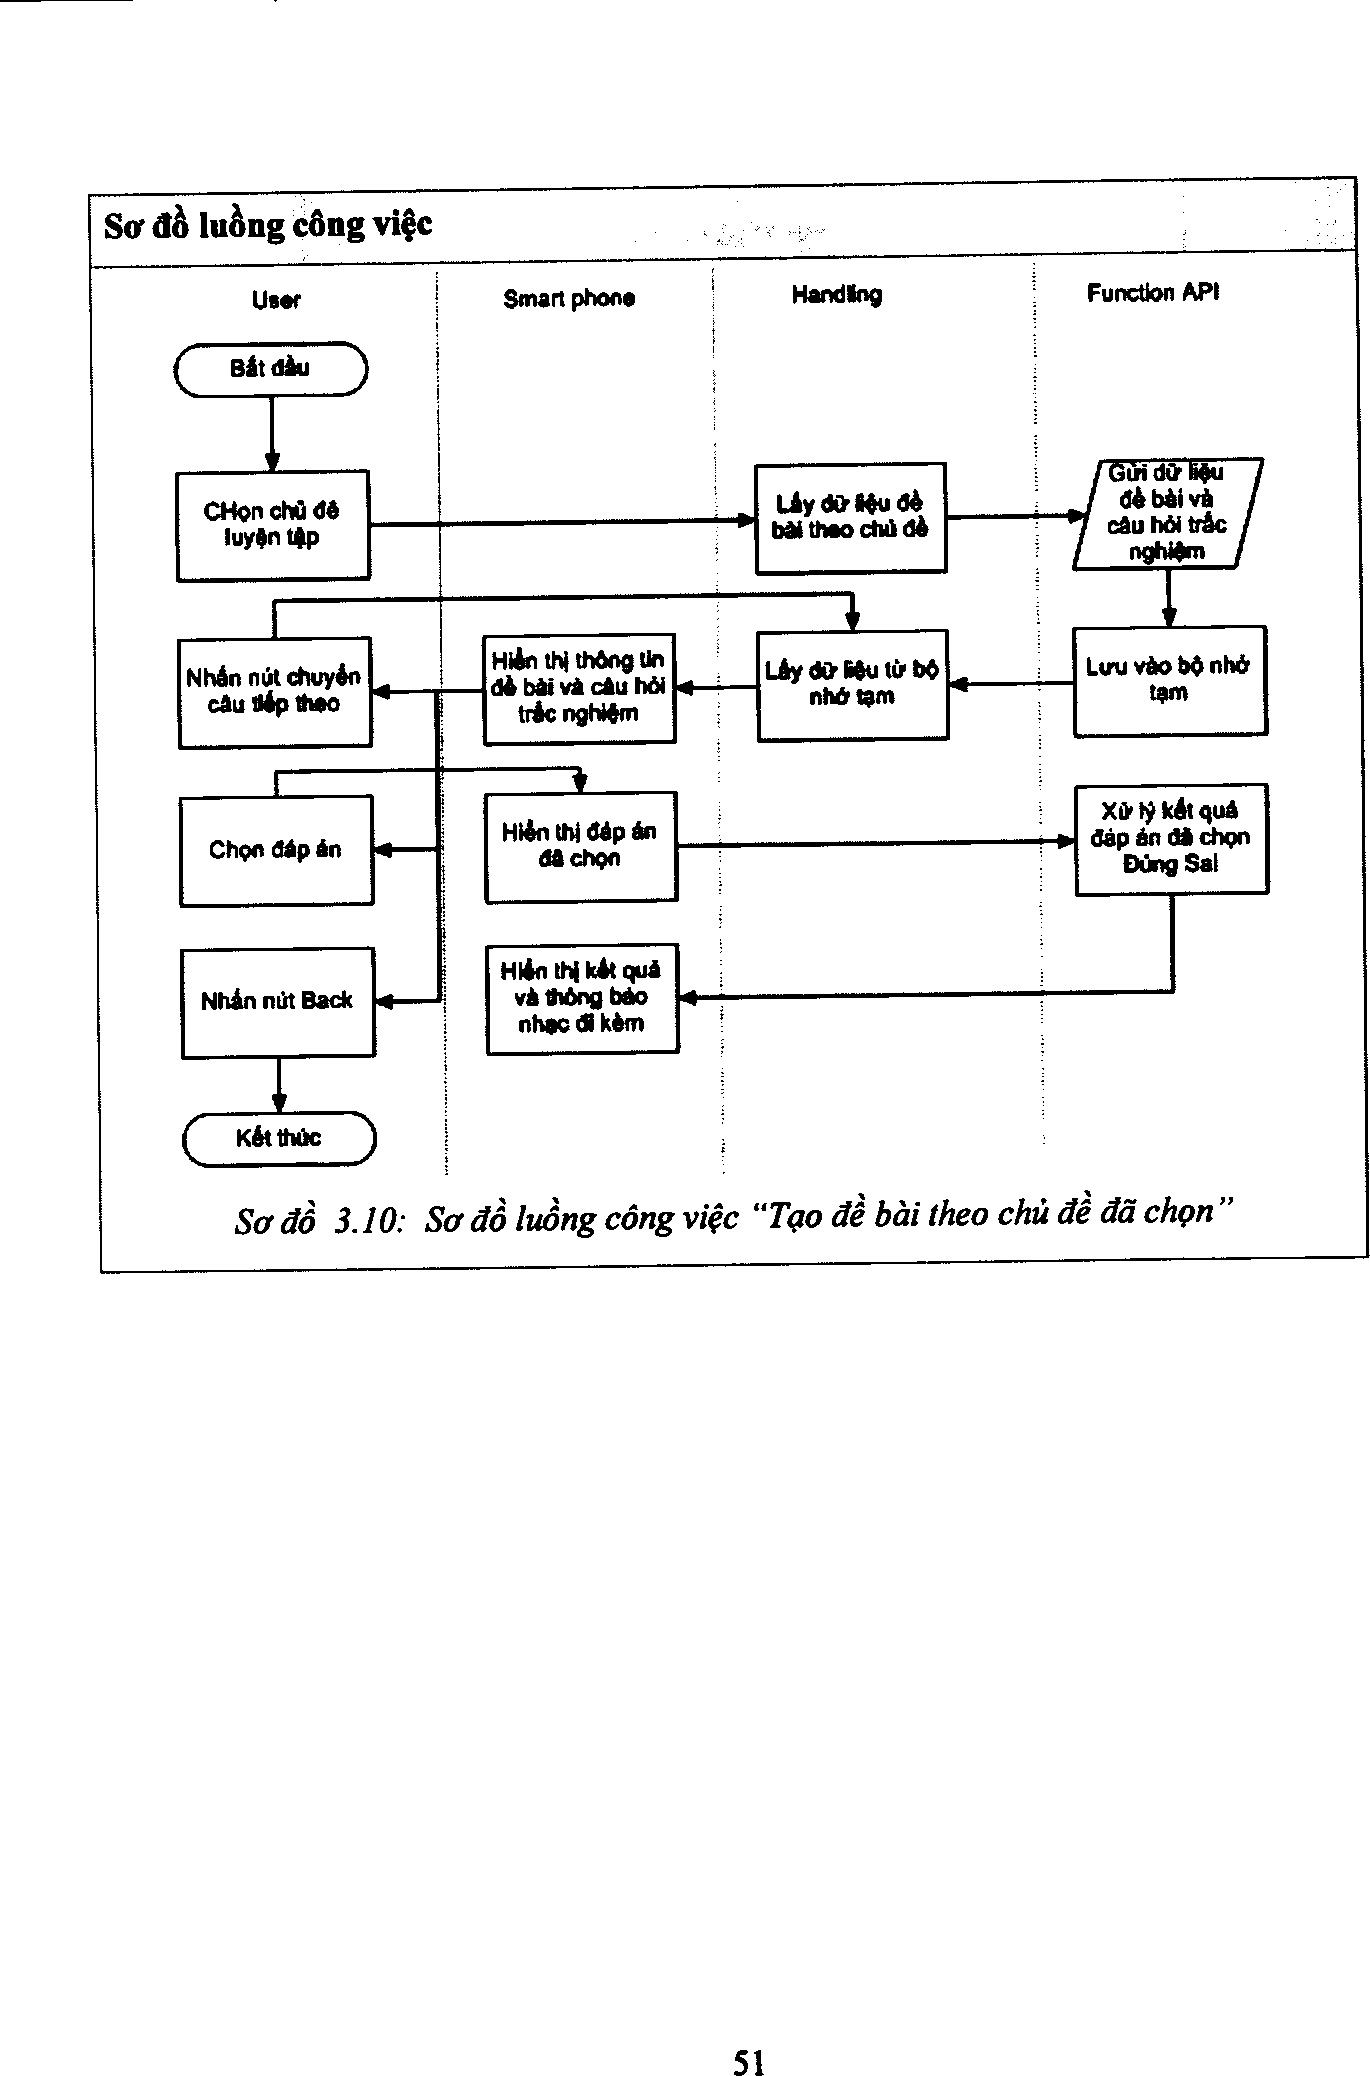 Sơ đồ luồng công việc
User
Smart phone
Handling
Function API
Bắt đầu
CHọn chủ đề
luyện tập
Lấy dữ liệu đề
bài theo chủ đề
Gửi dữ liệu
đề bài và
câu hỏi trắc
nghiệm
Nhấn nút chuyển
câu tiếp theo
Hiển thị thông tin
đề bài và câu hỏi
trắc nghiệm
Lấy dữ liệu từ bộ
nhớ tạm
Lưu vào bộ nhớ
tạm
Chọn đáp án
Hiển thị đáp án
đã chọn
Xử lý kết quả
đáp án đã chọn
Đúng Sai
Nhấn nút Back
Hiển thị kết quả
và thông báo
nhạc đi kèm
Kết thúc
Sơ đồ 3.10: Sơ đồ luồng công việc “Tạo đề bài theo chủ đề đã chọn”
51